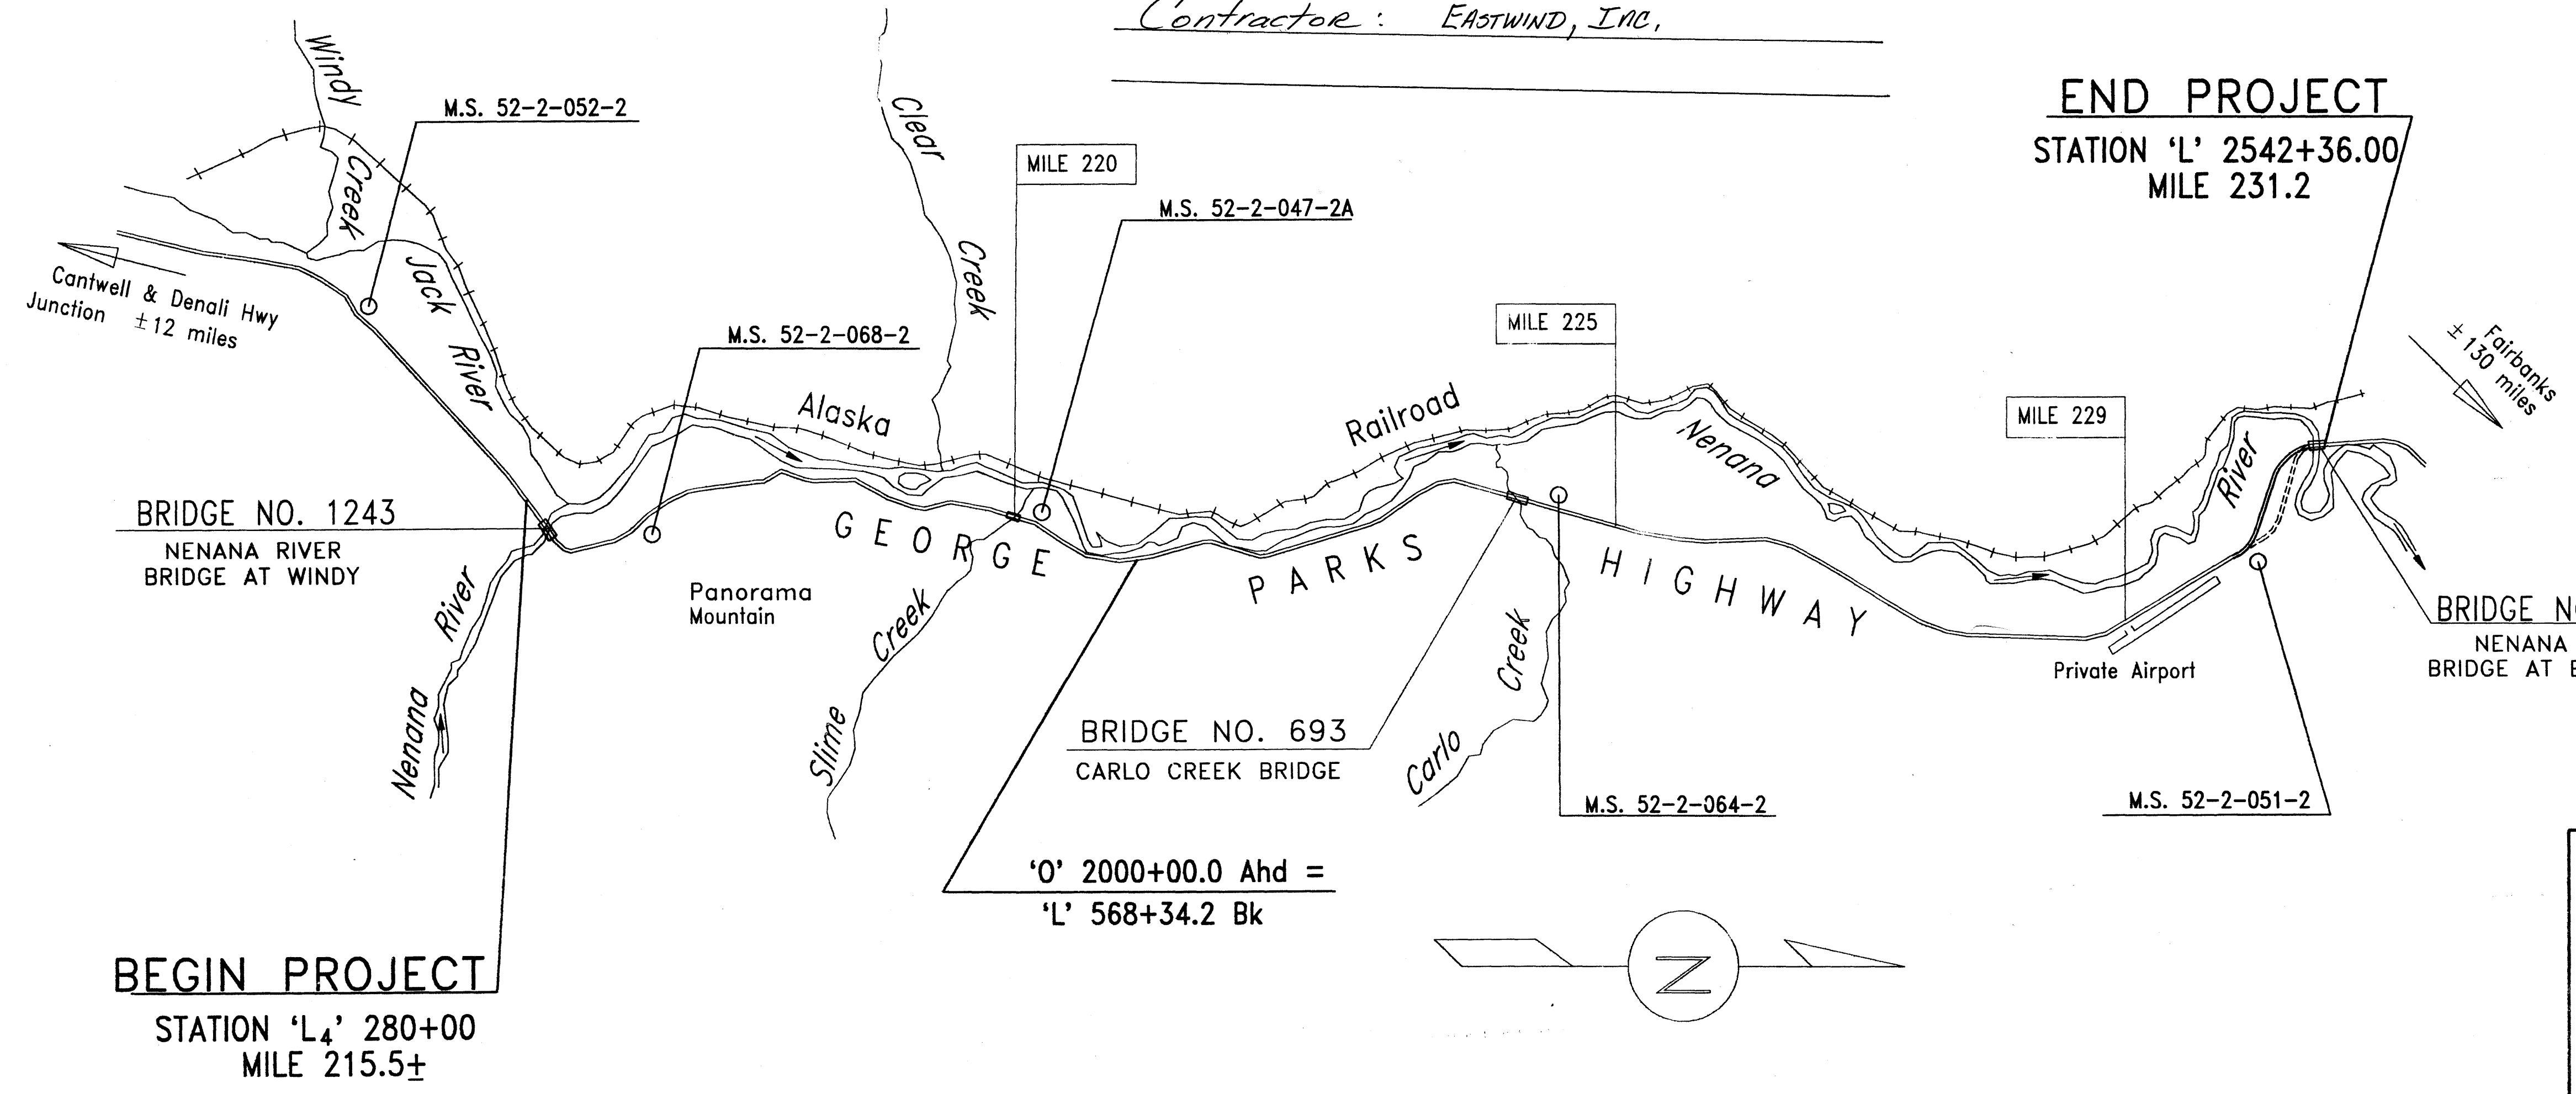 Contractor: EASTWIND, INC.
Windy
Creek
M.S. 52-2-052-2
Clear
Creek
MILE 220
M.S. 52-2-047-2A
END PROJECT
STATION ‘L’ 2542+36.00
MILE 231.2
Cantwell & Denali Hwy
Junction ±12 miles
Jack
River
M.S. 52-2-068-2
MILE 225
Fairbanks
±130 miles
Alaska
Railroad
Nenana
MILE 229
River
BRIDGE NO. 1243
NENANA RIVER
BRIDGE AT WINDY
GEORGE
PARKS
HIGHWAY
Panorama
Mountain
Nenana
River
Slime
Creek
BRIDGE NO. 693
CARLO CREEK BRIDGE
Carlo
Creek
Private Airport
BRIDGE
NENANA
BRIDGE AT
M.S. 52-2-064-2
M.S. 52-2-051-2
‘O’ 2000+00.0 Ahd =
‘L’ 568+34.2 Bk
BEGIN PROJECT
STATION ‘L4’ 280+00
MILE 215.5±
N